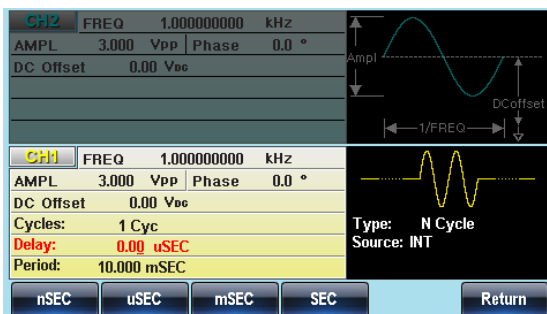 CH2 FREQ 1.000000000 kHz
AMPL 3.000 Vpp Phase 0.0 °
DC Offset 0.00 VDC
Ampl
DCoffset
1/FREQ
CH1 FREQ 1.000000000 kHz
AMPL 3.000 Vpp Phase 0.0 °
DC Offset 0.00 VDC
Cycles: 1 Cyc
Delay: 0.00 uSEC
Period: 10.000 mSEC
Type: N Cycle
Source: INT
nSEC uSEC mSEC SEC Return